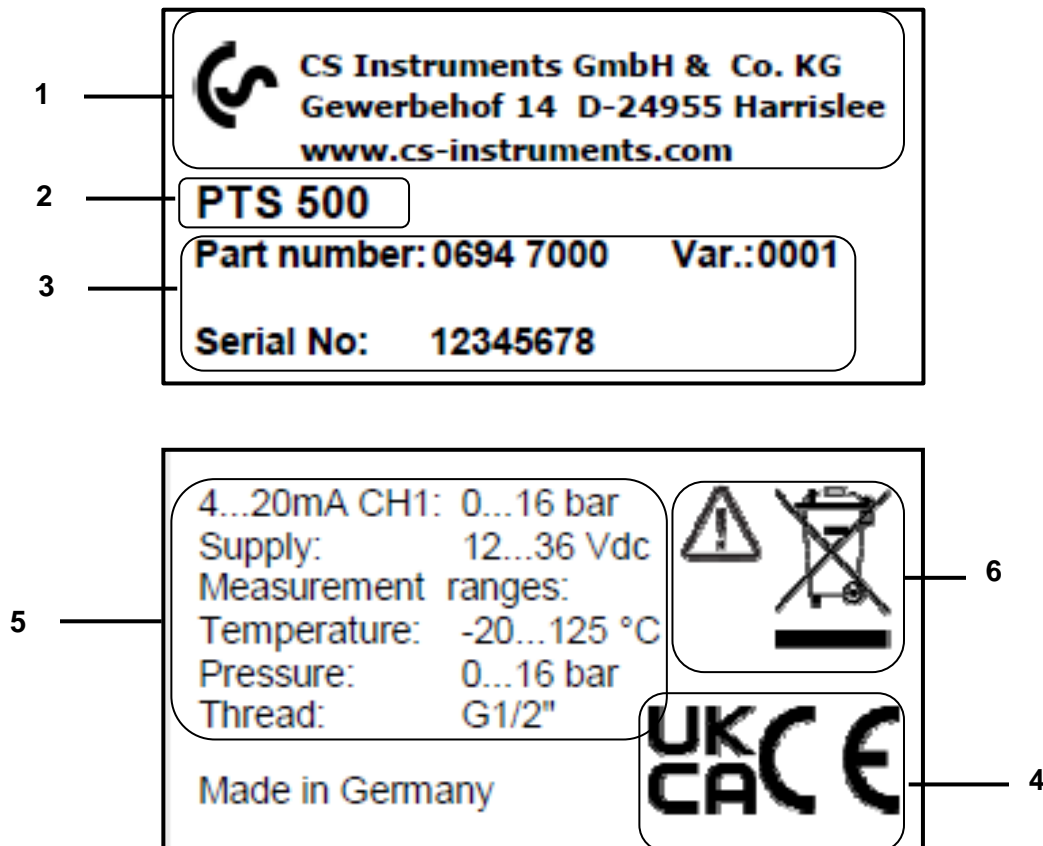 1
CS Instruments GmbH & Co. KG
Gewerbehof 14 D-24955 Harrislee
www.cs-instruments.com
2
PTS 500
3
Part number: 0694 7000 Var.: 0001
Serial No: 12345678
5
4...20mA CH1: 0...16 bar
Supply: 12...36 Vdc
Measurement ranges:
Temperature: -20...125 °C
Pressure: 0...16 bar
Thread: G1/2"
6
UK
CA CE
4
Made in Germany